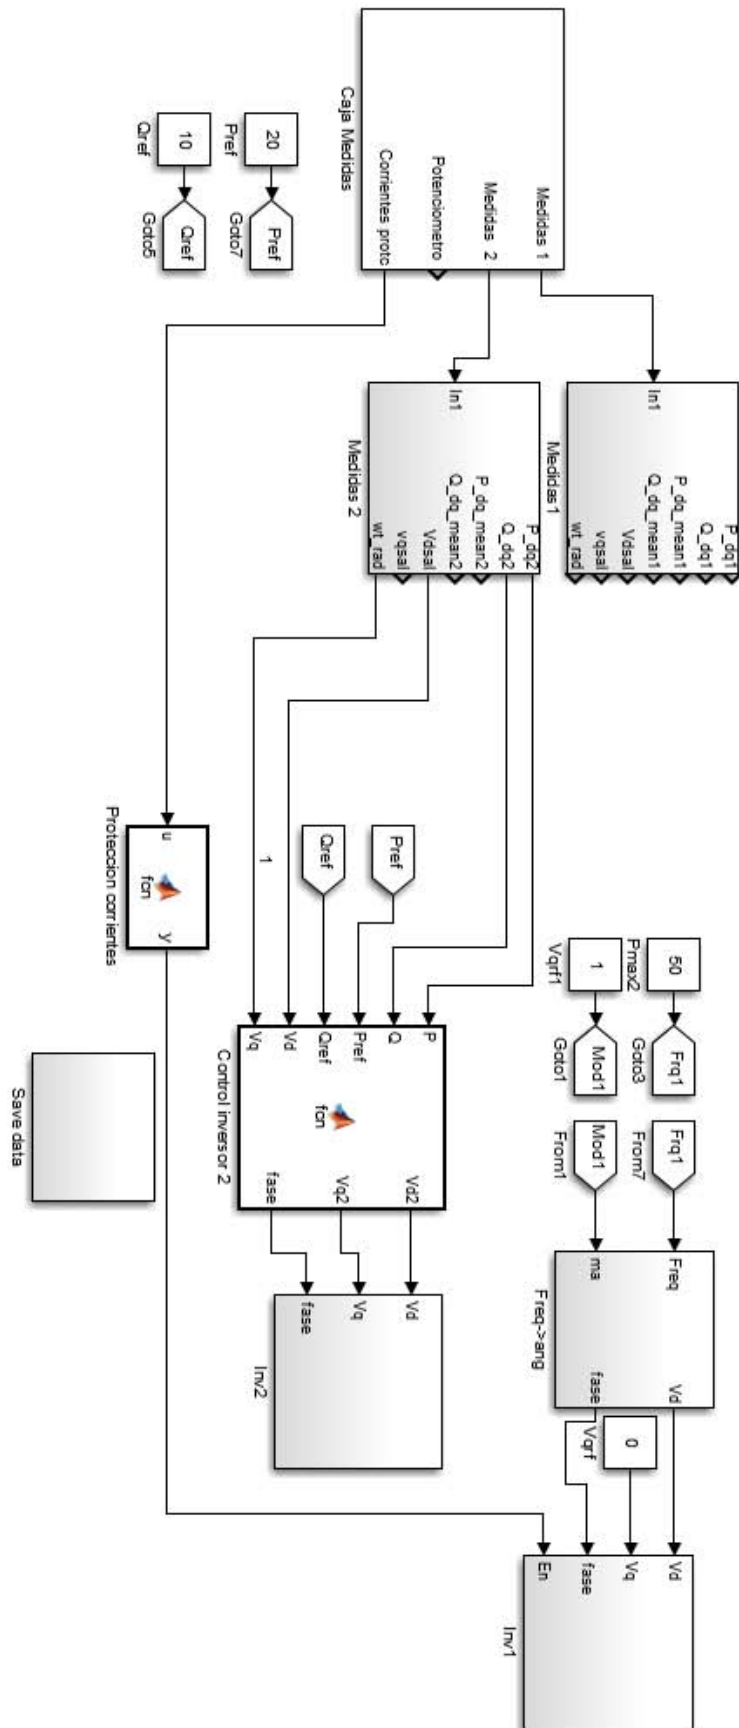 Medidas 1
Medidas 2
Potenciometro
Corrientes protc
Caja Medidas
20
Pref
Pref
Goto7
10
Qref
Qref
Goto5
In1
P_dq1
Q_dq1
P_dq_mean1
Q_dq_mean1
Vdsal
vqsal
wt_rad
Medidas1
In1
P_dq2
Q_dq2
P_dq_mean2
Q_dq_mean2
Vdsal
vqsal
wt_rad
Medidas 2
Pref
Qref
1
u
fcn
y
Proteccion corrientes
50
Pmax2
Frq1
Goto3
1
Vqrf1
Mod1
Goto1
Frq1
From7
Mod1
From1
P
Q
Pref
Qref
Vd
Vq
fcn
Vd2
Vq2
fase
Control inversor 2
Save data
Freq
ma
Vd
fase
Freq->ang
0
Vqrf
Vd
Vq
fase
Inv2
Vd
Vq
fase
En
Inv1